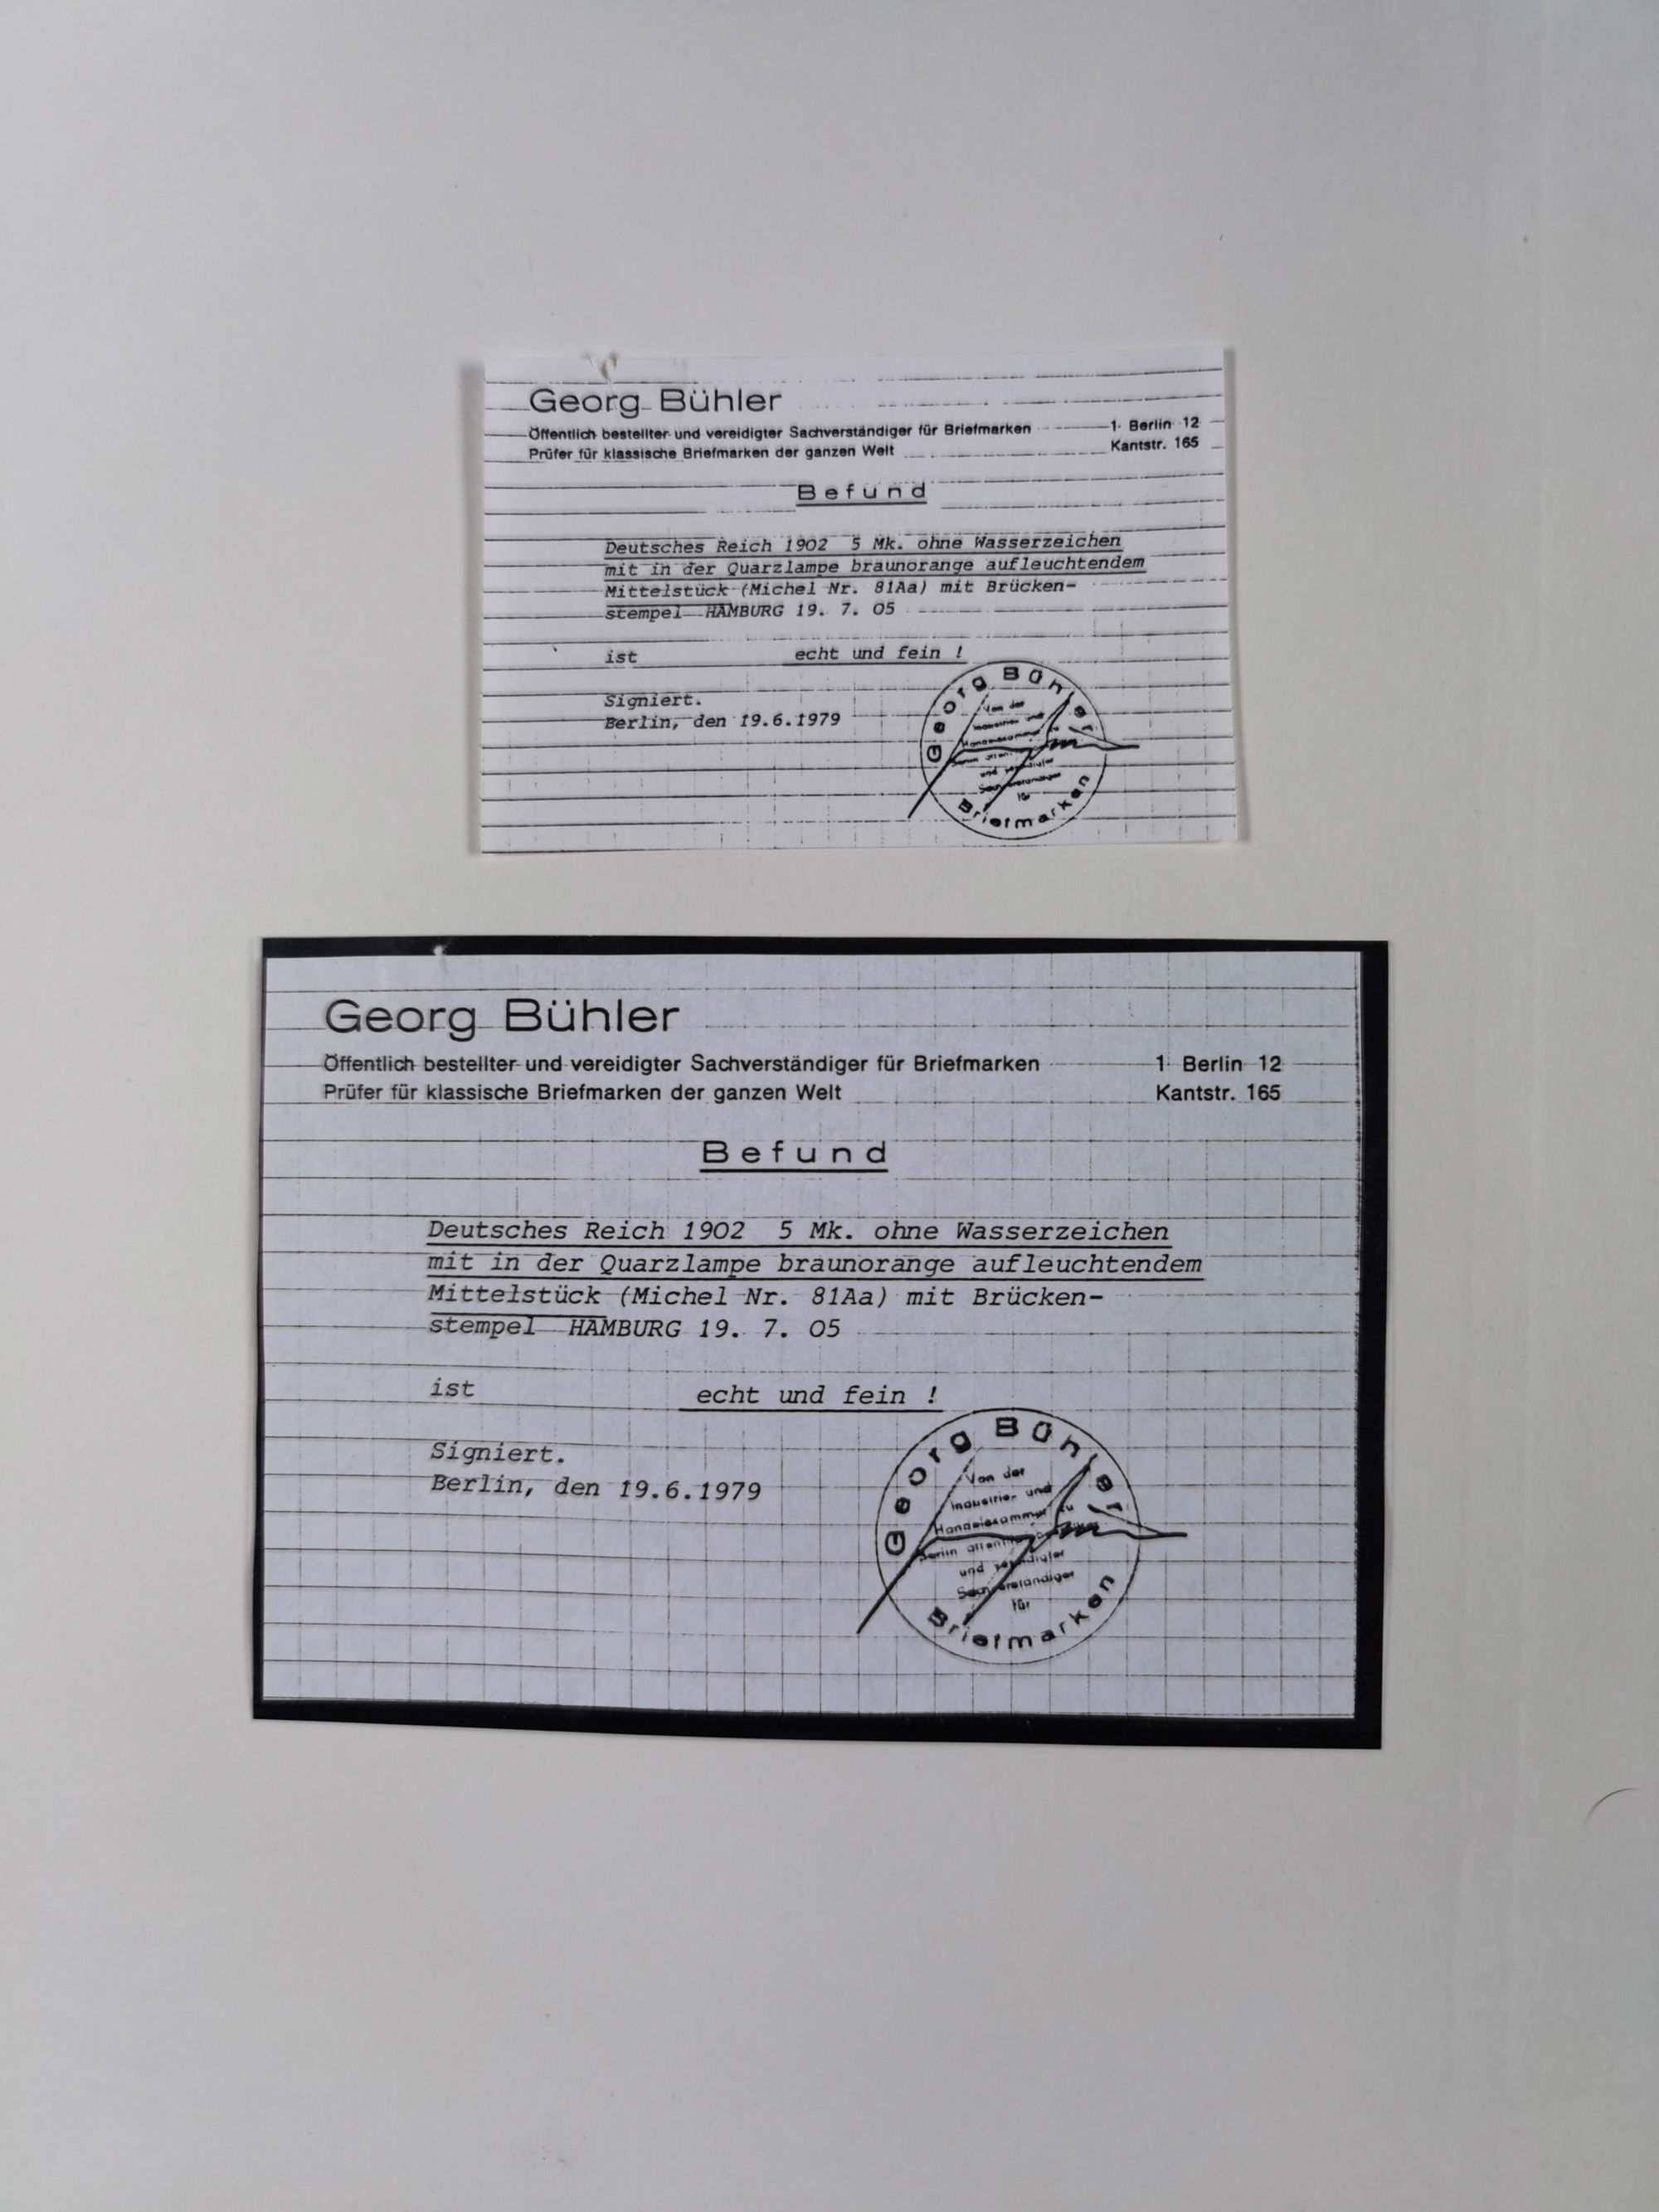 Georg Bühler
Öffentlich bestellter und vereidigter Sachverständiger für Briefmarken 1 Berlin 12
Prüfer für klassische Briefmarken der ganzen Welt Kantstr. 165
Befund
Deutsches Reich 1902 5 Mk. ohne Wasserzeichen
mit in der Quarzlampe braunorange aufleuchtendem
Mittelstück (Michel Nr. 81Aa) mit Brücken-
stempel HAMBURG 19. 7. 05
ist echt und fein !
Signiert.
Berlin, den 19.6.1979
Georg Bühler
Von der
und
für
Briefmarken
Georg Bühler
Öffentlich bestellter und vereidigter Sachverständiger für Briefmarken 1 Berlin 12
Prüfer für klassische Briefmarken der ganzen Welt Kantstr. 165
Befund
Deutsches Reich 1902 5 Mk. ohne Wasserzeichen
mit in der Quarzlampe braunorange aufleuchtendem
Mittelstück (Michel Nr. 81Aa) mit Brücken-
stempel HAMBURG 19. 7. 05
ist echt und fein !
Signiert.
Berlin, den 19.6.1979
Georg Bühler
Von der
Industrie- und
Handelskammer zu
Berlin
und
Sachverständiger
für
Briefmarken